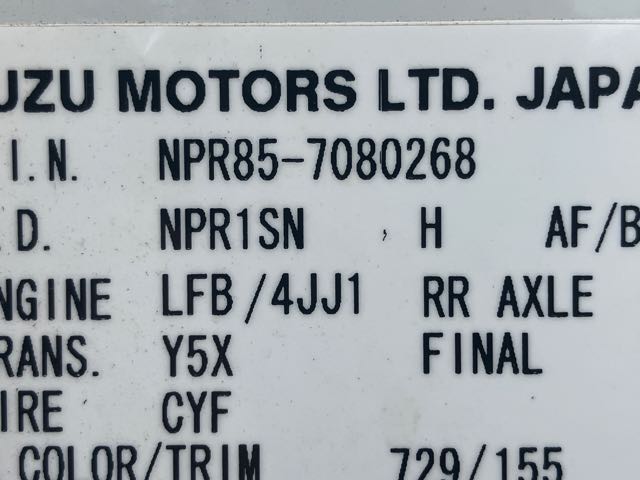 UZU MOTORS LTD. JAPA
I.N. NPR85-7080268
.D. NPR1SN , H AF/B
NGINE LFB/4JJ1 RR AXLE
RANS. Y5X FINAL
IRE CYF
COLOR/TRIM 729/155